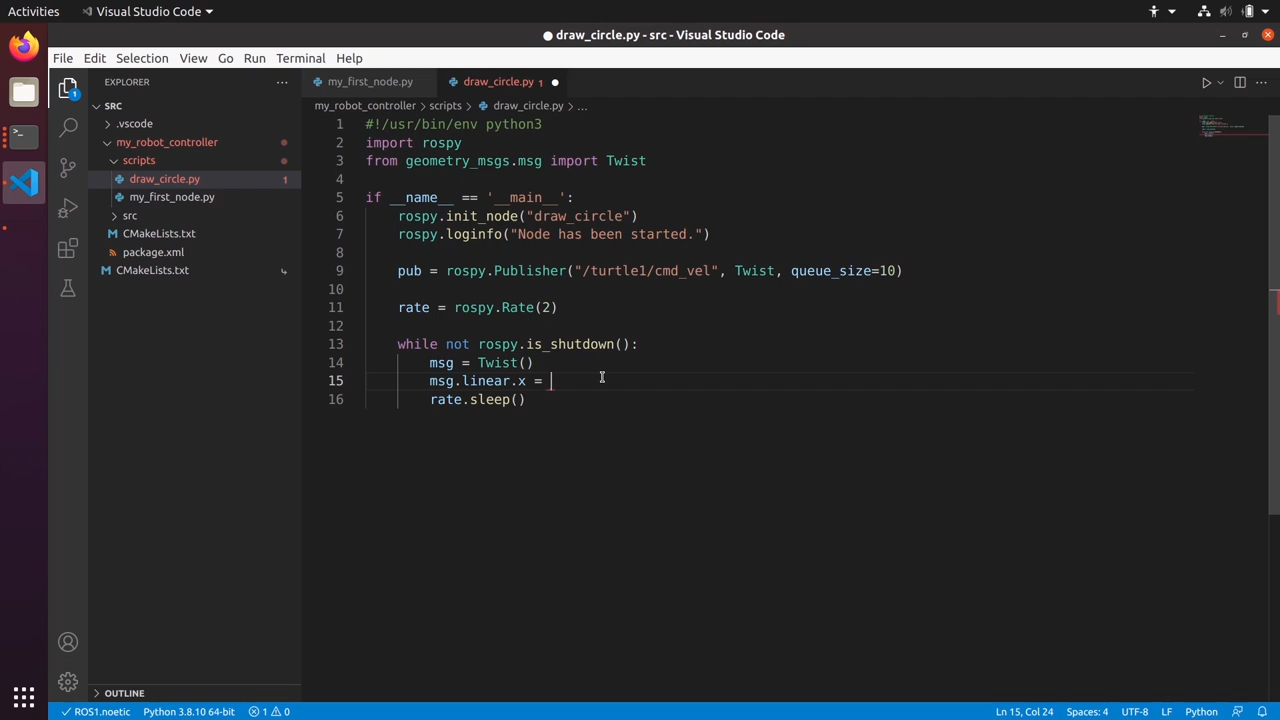 Activities
Visual Studio Code
draw_circle.py - src - Visual Studio Code
File Edit Selection View Go Run Terminal Help
EXPLORER
my_first_node.py
draw_circle.py 1
SRC
my_robot_controller
scripts
draw_circle.py
...
.vscode
my_robot_controller
scripts
draw_circle.py 1
my_first_node.py
src
CMakeLists.txt
package.xml
CMakeLists.txt
1 #!/usr/bin/env python3
2 import rospy
3 from geometry_msgs.msg import Twist
4
5 if __name__ == '__main__':
6 rospy.init_node("draw_circle")
7 rospy.loginfo("Node has been started.")
8
9 pub = rospy.Publisher("/turtle1/cmd_vel", Twist, queue_size=10)
10
11 rate = rospy.Rate(2)
12
13 while not rospy.is_shutdown():
14 msg = Twist()
15 msg.linear.x =
16 rate.sleep()
1
OUTLINE
ROS1.noetic Python 3.8.10 64-bit 1 0 Ln 15, Col 24 Spaces: 4 UTF-8 LF Python